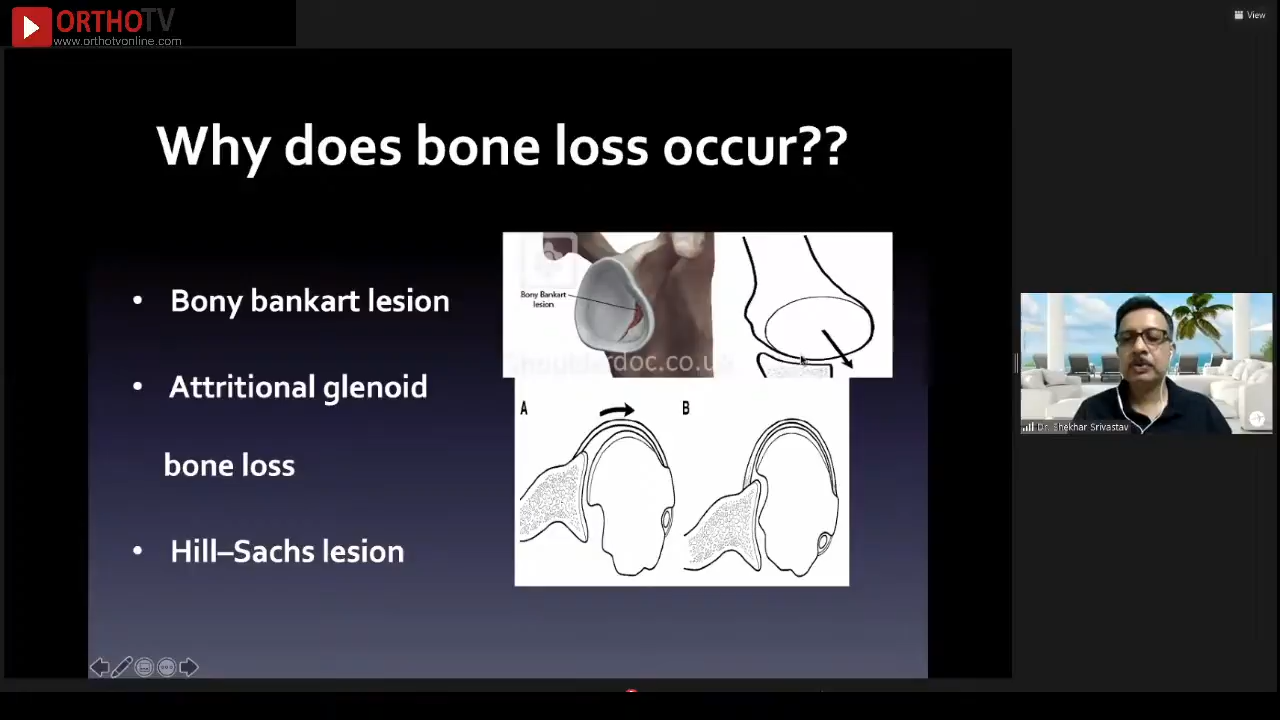 ORTHOTV
www.orthotvonline.com
View
Why does bone loss occur??
• Bony bankart lesion
• Attritional glenoid
bone loss
• Hill–Sachs lesion
Bony Bankart
lesion
shoulderdoc.co.uk
A
B
Dr. Shekhar Srivastav